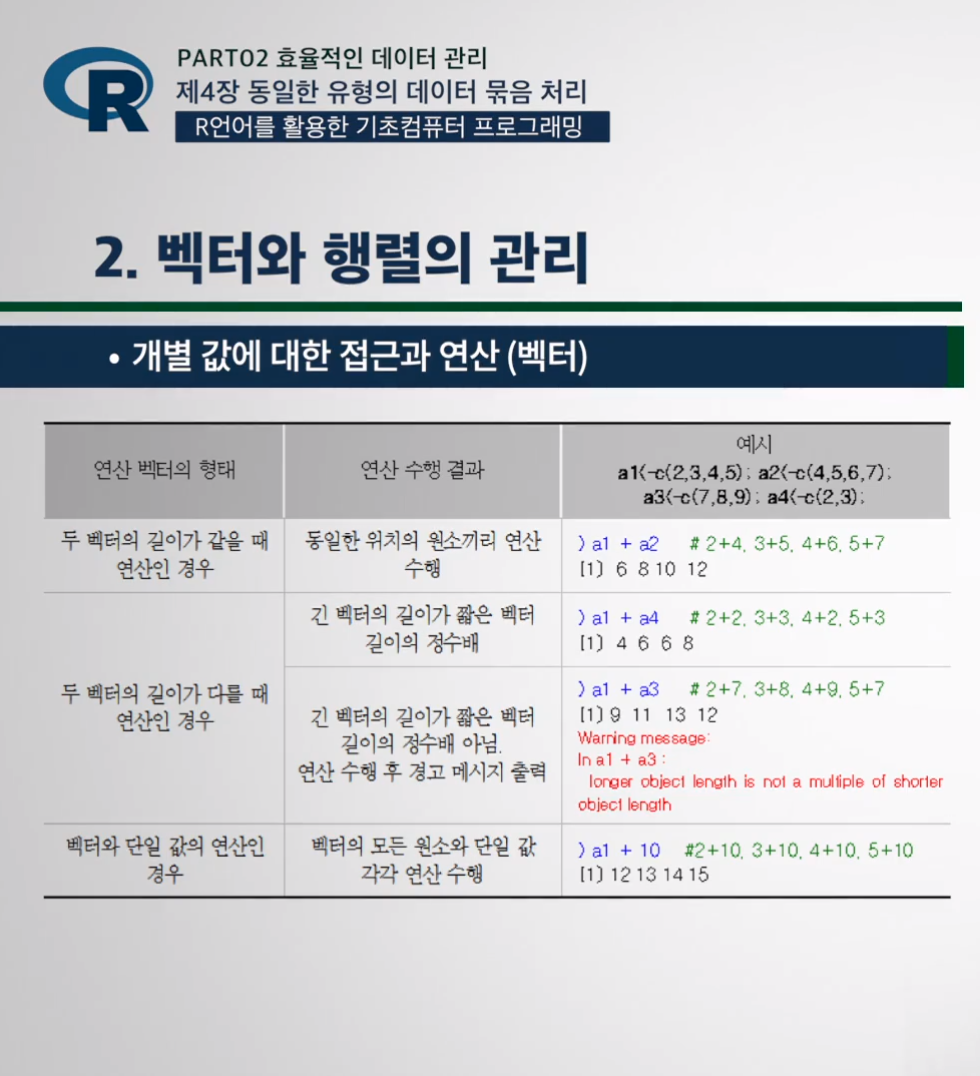 R
PART02 효율적인 데이터 관리
제4장 동일한 유형의 데이터 묶음 처리
R언어를 활용한 기초컴퓨터 프로그래밍
2. 벡터와 행렬의 관리
• 개별 값에 대한 접근과 연산 (벡터)
연산 벡터의 형태
연산 수행 결과
예시
a1<-c(2,3,4,5); a2<-c(4,5,6,7);
a3<-c(7,8,9); a4<-c(2,3);
두 벡터의 길이가 같을 때
연산인 경우
동일한 위치의 원소끼리 연산
수행
> a1 + a2 # 2+4, 3+5, 4+6, 5+7
[1] 6 8 10 12
두 벡터의 길이가 다를 때
연산인 경우
긴 벡터의 길이가 짧은 벡터
길이의 정수배
> a1 + a4 # 2+2, 3+3, 4+2, 5+3
[1] 4 6 6 8
긴 벡터의 길이가 짧은 벡터
길이의 정수배 아님.
연산 수행 후 경고 메시지 출력
> a1 + a3 # 2+7, 3+8, 4+9, 5+7
[1] 9 11 13 12
Warning message:
In a1 + a3 :
longer object length is not a multiple of shorter
object length
벡터와 단일 값의 연산인
경우
벡터의 모든 원소와 단일 값
각각 연산 수행
> a1 + 10 #2+10, 3+10, 4+10, 5+10
[1] 12 13 14 15